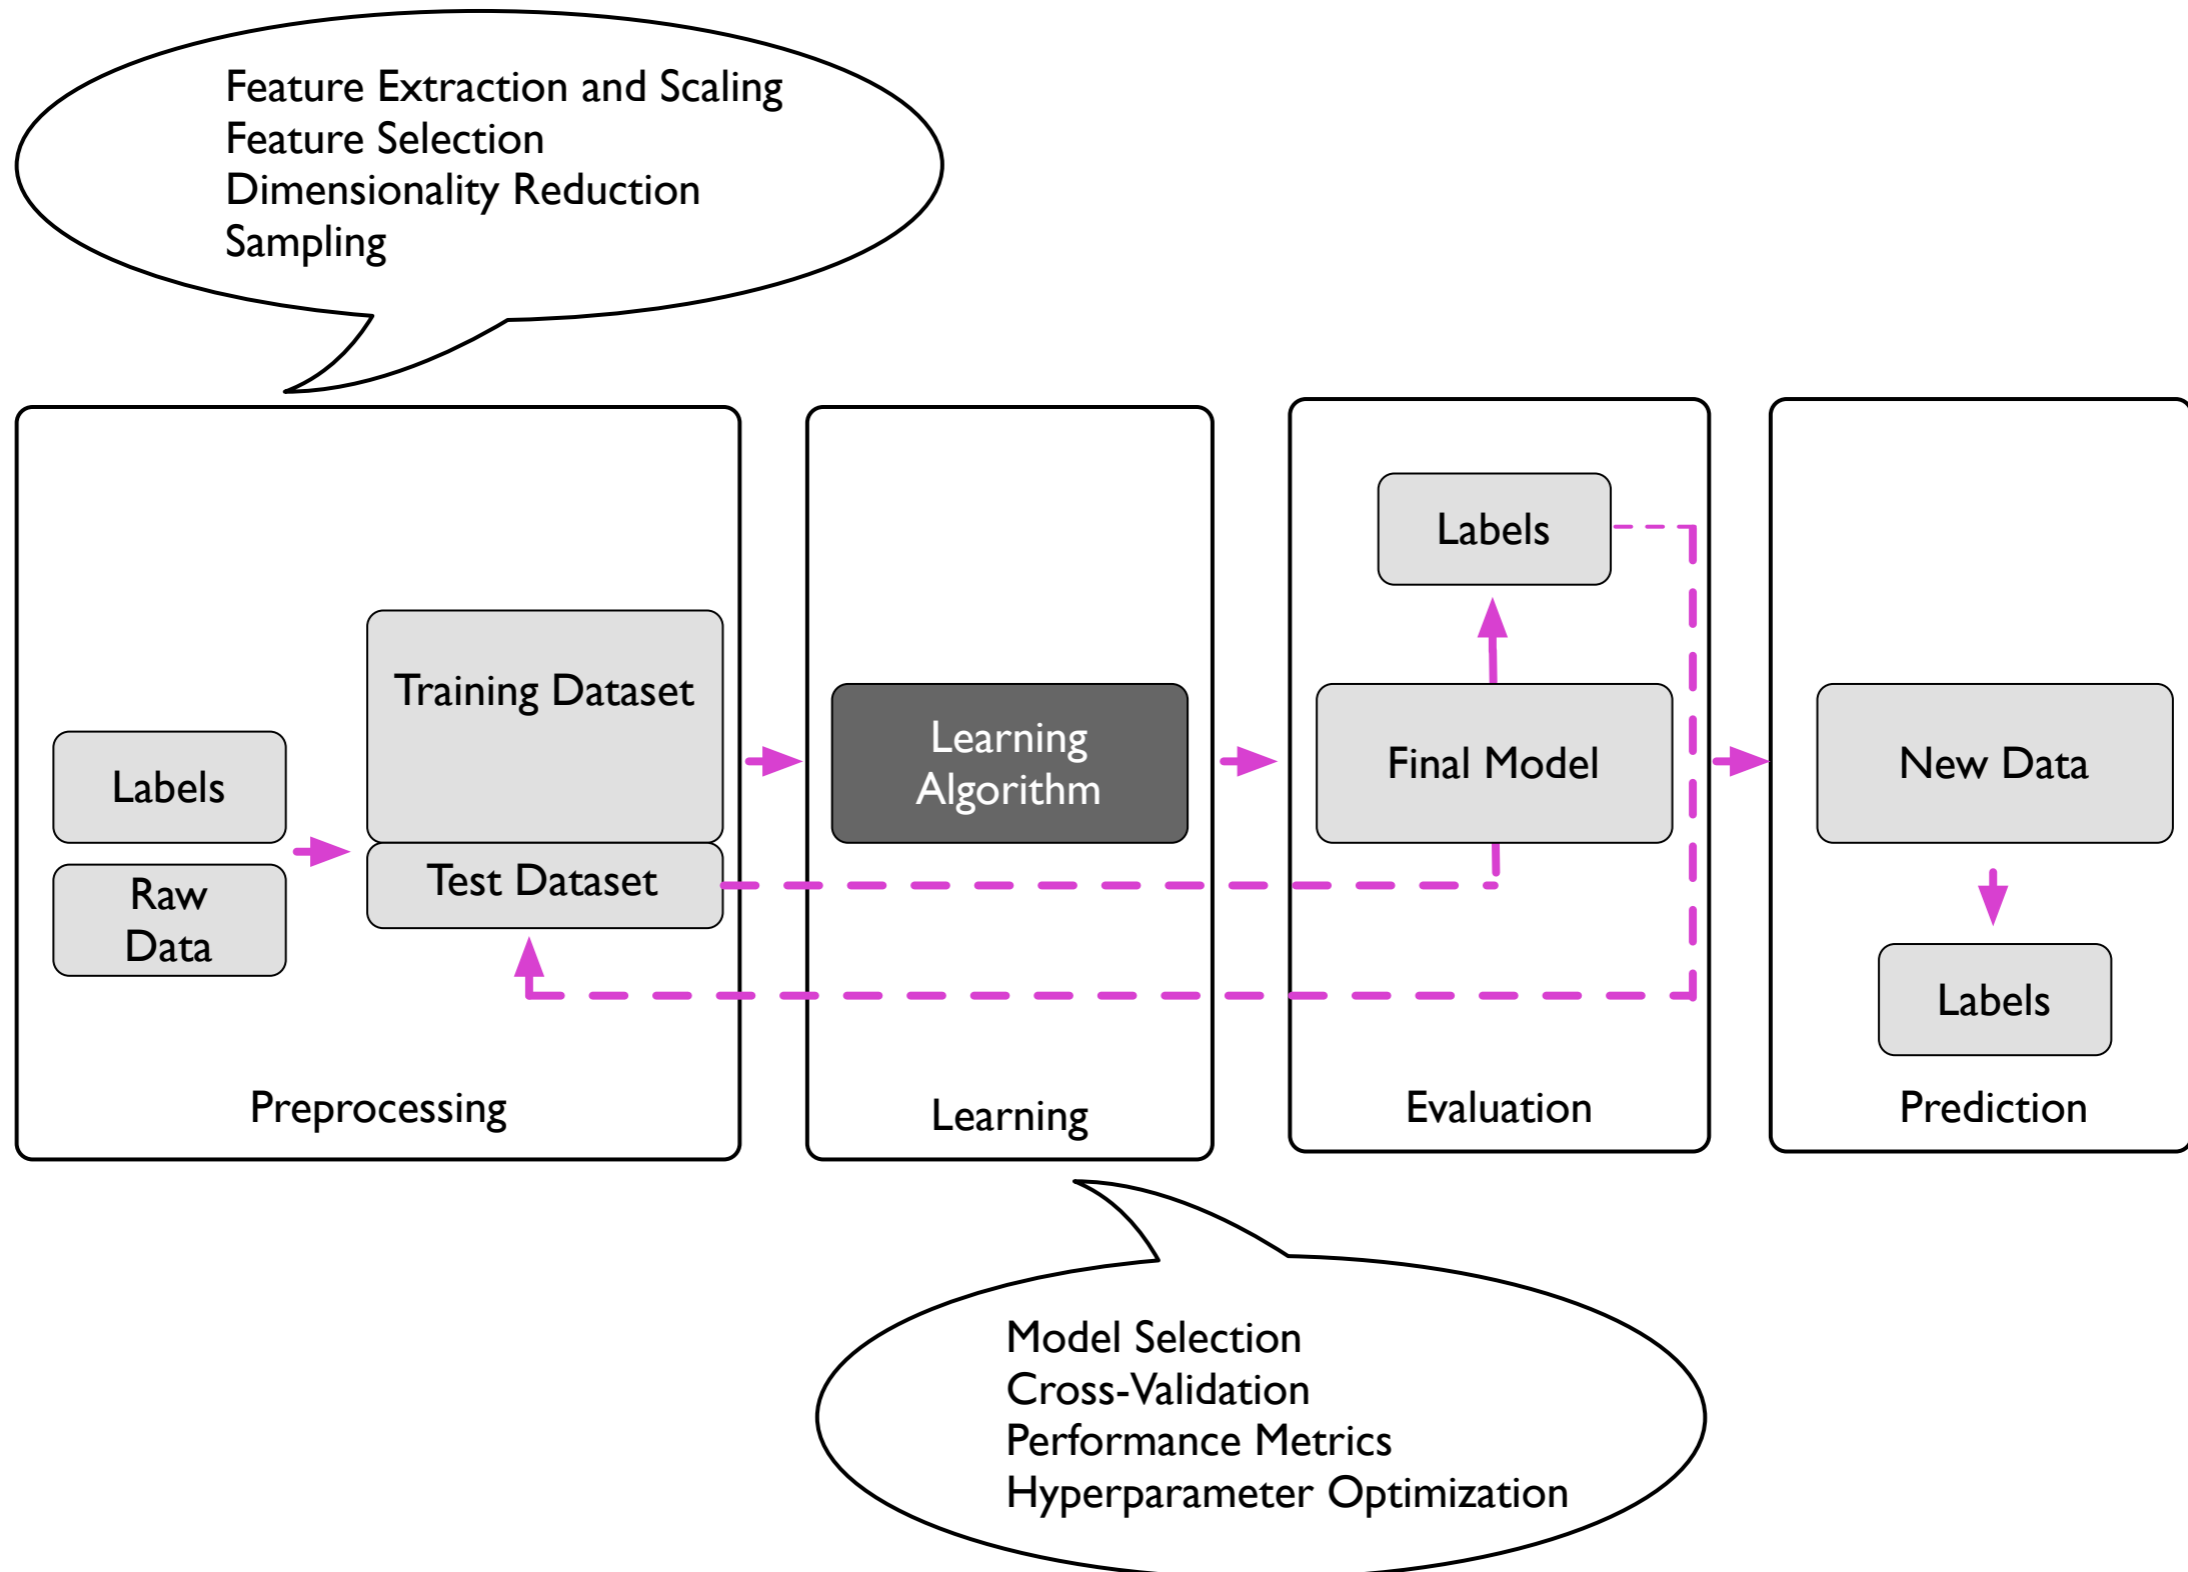 Feature Extraction and Scaling
Feature Selection
Dimensionality Reduction
Sampling
Labels
Raw
Data
Training Dataset
Test Dataset
Preprocessing
Learning
Algorithm
Learning
Labels
Final Model
Evaluation
New Data
Labels
Prediction
Model Selection
Cross-Validation
Performance Metrics
Hyperparameter Optimization